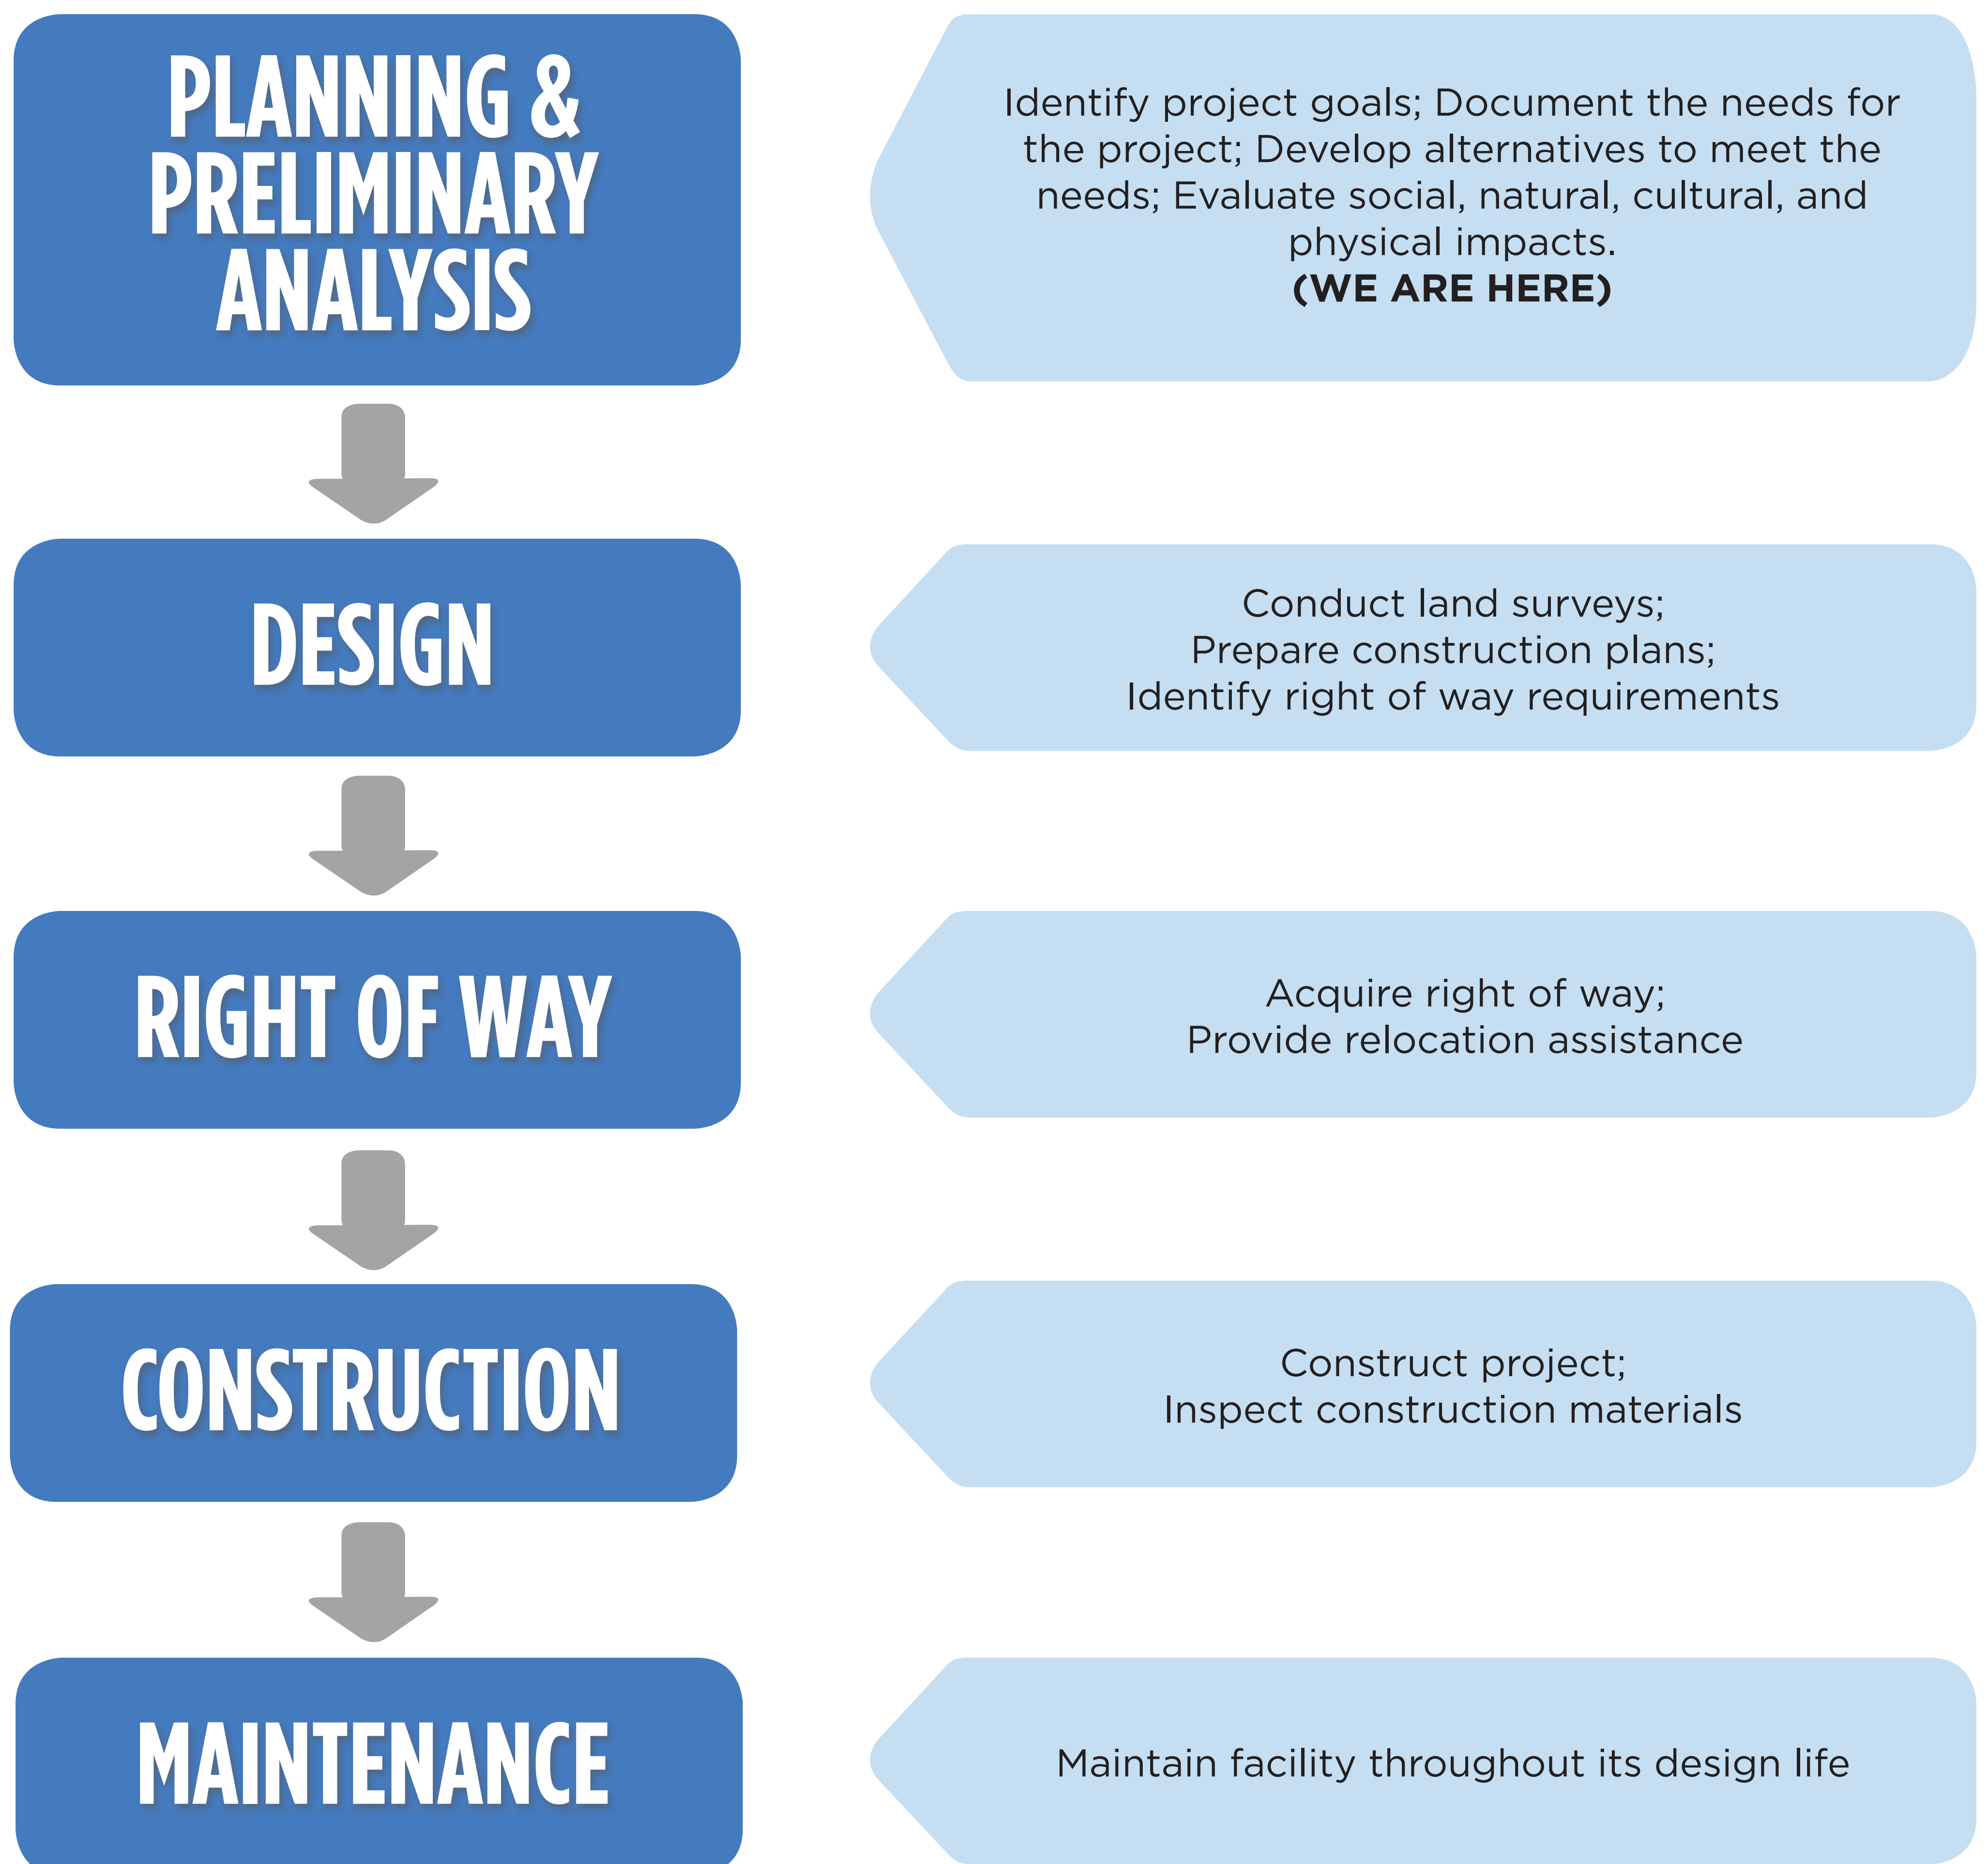 PLANNING &
PRELIMINARY
ANALYSIS
Identify project goals; Document the needs for
the project; Develop alternatives to meet the
needs; Evaluate social, natural, cultural, and
physical impacts.
(WE ARE HERE)
DESIGN
Conduct land surveys;
Prepare construction plans;
Identify right of way requirements
RIGHT OF WAY
Acquire right of way;
Provide relocation assistance
CONSTRUCTION
Construct project;
Inspect construction materials
MAINTENANCE
Maintain facility throughout its design life